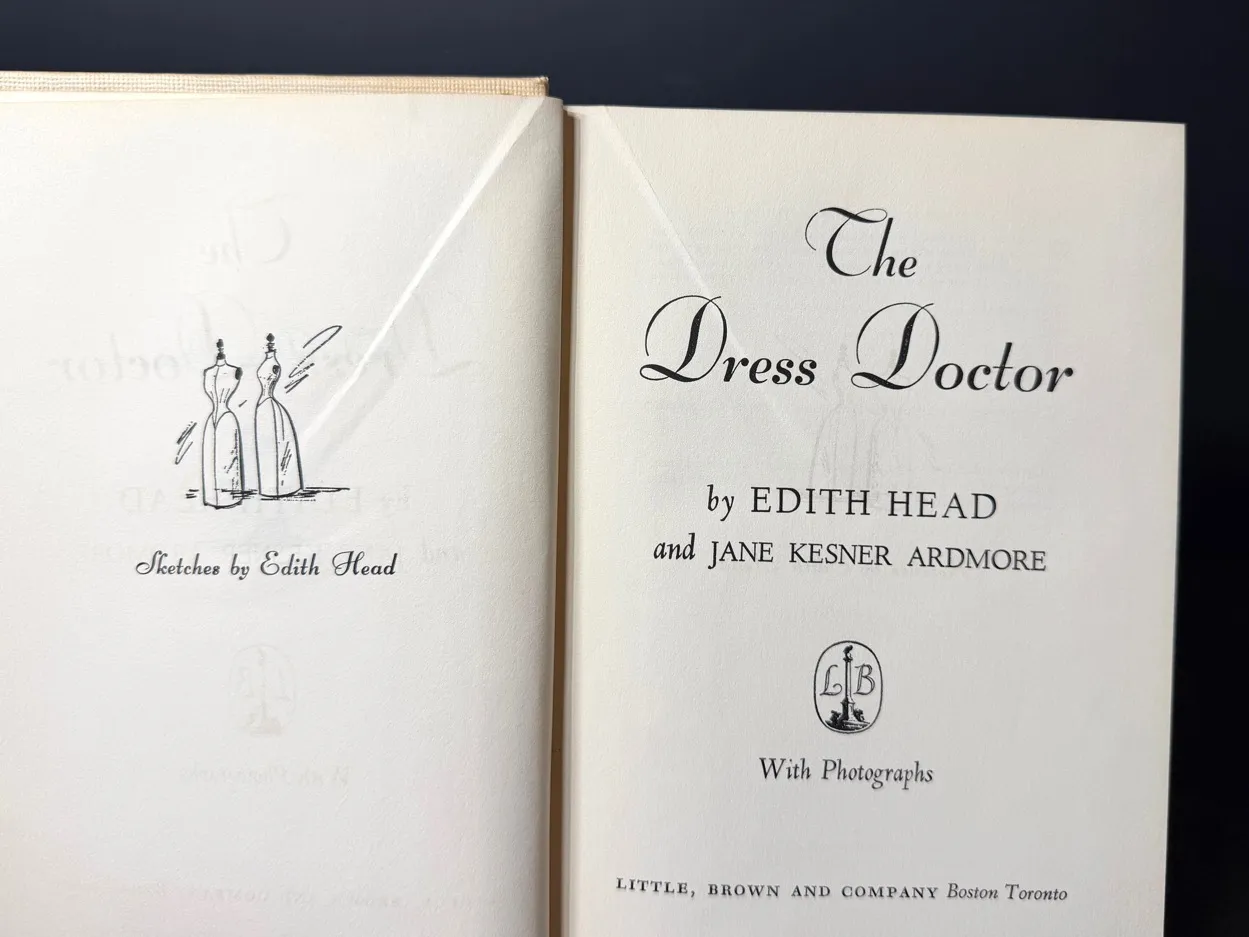 Sketches by Edith Head
The
Dress Doctor
by EDITH HEAD
and JANE KESNER ARDMORE
L B
With Photographs
LITTLE, BROWN AND COMPANY Boston Toronto